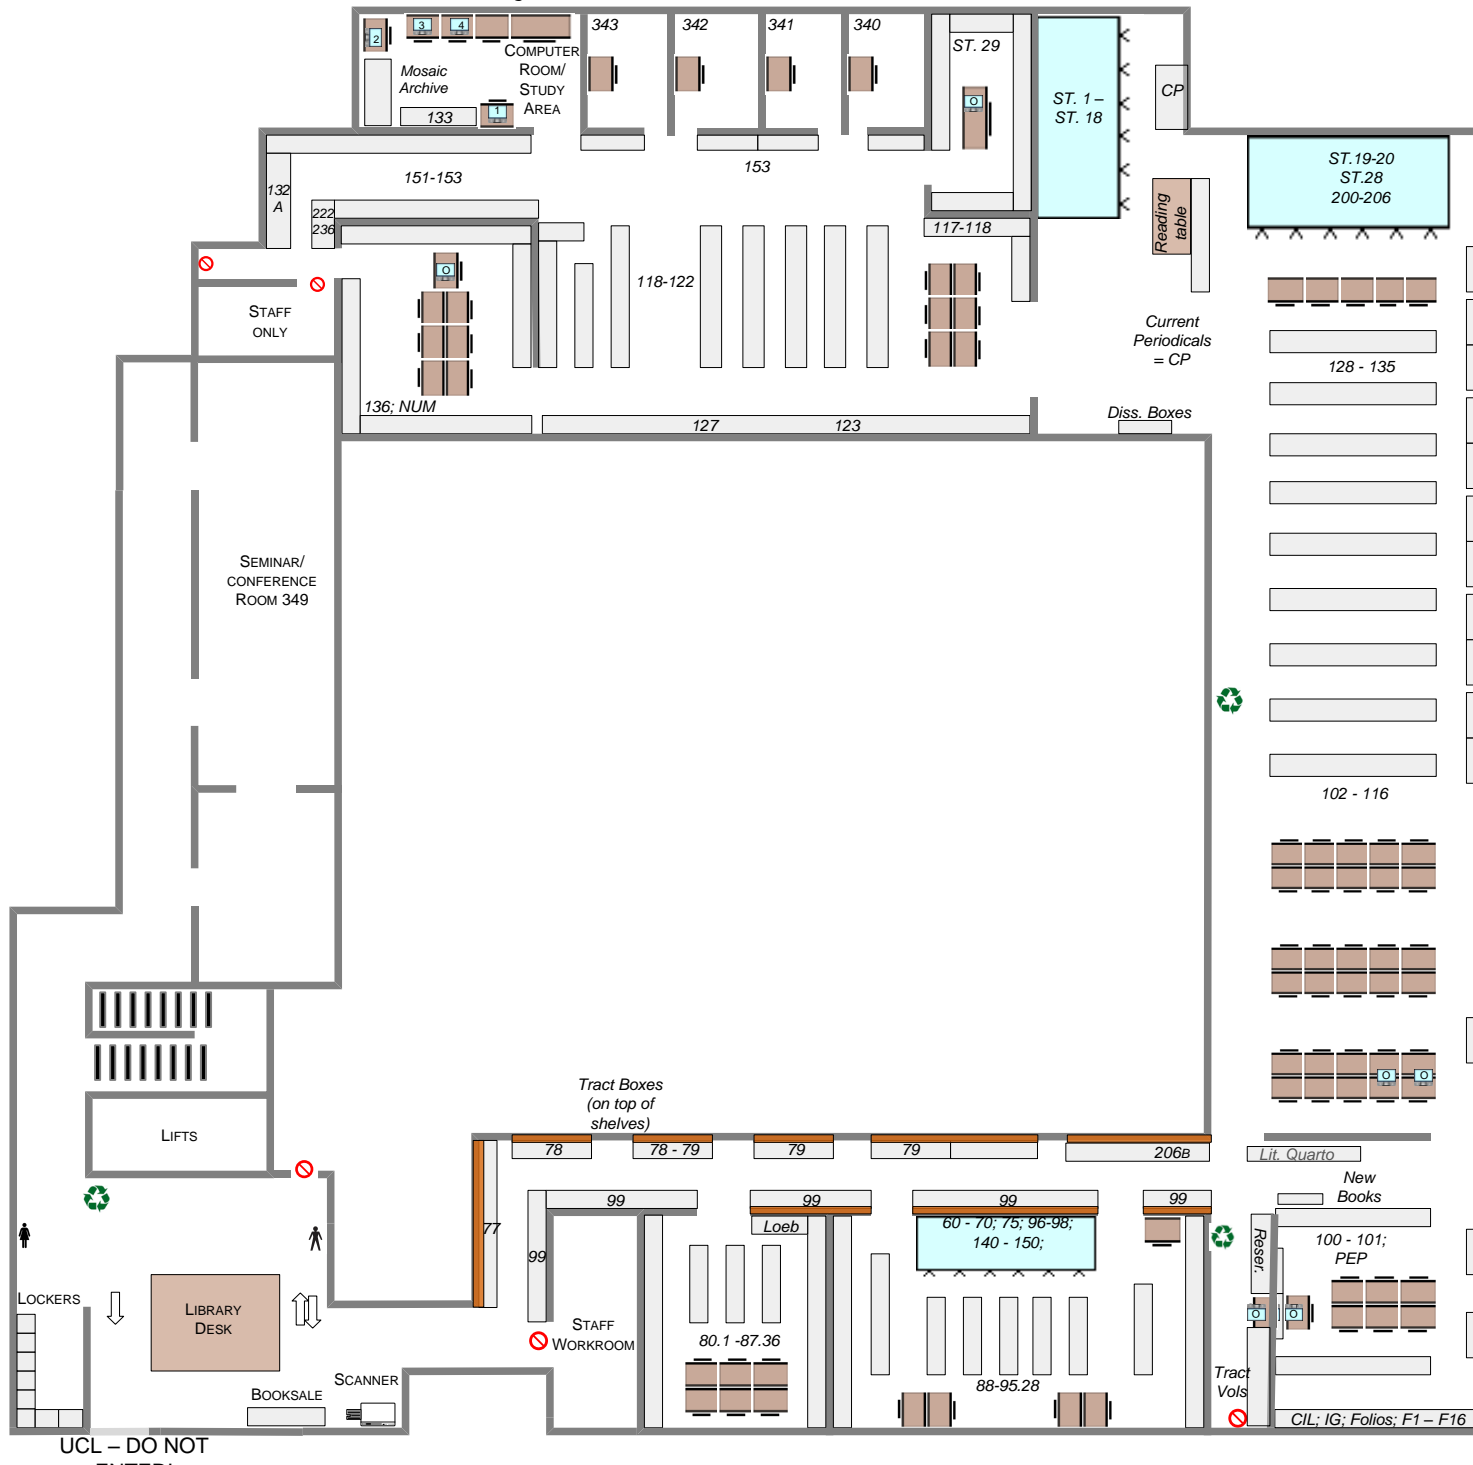 343
342
341
340
3
4
2
COMPUTER
ROOM/
STUDY
AREA
Mosaic
Archive
1
133
ST. 29
O
ST. 1 –
ST. 18
CP
ST.19-20
ST.28
200-206
153
151-153
132
A
222
236
117-118
Reading
table
O
118-122
STAFF
ONLY
Current
Periodicals
= CP
128 - 135
136; NUM
127
123
Diss. Boxes
SEMINAR/
CONFERENCE
ROOM 349
102 - 116
O
O
Tract Boxes
(on top of
shelves)
LIFTS
78
78 - 79
79
79
206B
Lit. Quarto
New
Books
77
99
99
99
99
99
Loeb
60 - 70; 75; 96-98;
140 - 150;
Reser.
100 - 101;
PEP
LOCKERS
LIBRARY
DESK
O
O
STAFF
WORKROOM
80.1 -87.36
88-95.28
Tract
Vols
SCANNER
BOOKSALE
CIL; IG; Folios; F1 – F16
UCL – DO NOT